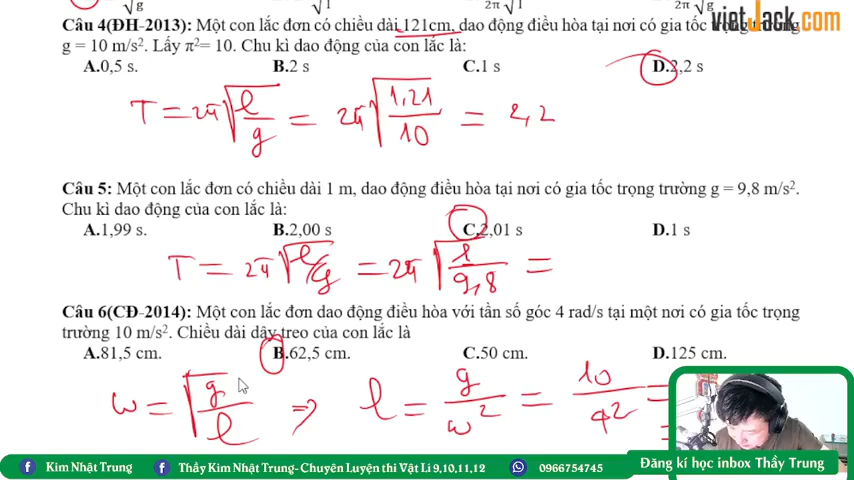 √g
√1
2π √1
2π √g
vietJack.com
Câu 4(ĐH-2013): Một con lắc đơn có chiều dài 121cm, dao động điều hòa tại nơi có gia tốc trọng trường
g = 10 m/s². Lấy π²= 10. Chu kì dao động của con lắc là:
A.0,5 s. B.2 s C.1 s D.2,2 s
T = 2π √(l/g) = 2π √(1,21/10) = 2,2
Câu 5: Một con lắc đơn có chiều dài 1 m, dao động điều hòa tại nơi có gia tốc trọng trường g = 9,8 m/s².
Chu kì dao động của con lắc là:
A.1,99 s. B.2,00 s C.2,01 s D.1 s
T = 2π √(l/g) = 2π √(1/9,8) =
Câu 6(CĐ-2014): Một con lắc đơn dao động điều hòa với tần số góc 4 rad/s tại một nơi có gia tốc trọng
trường 10 m/s². Chiều dài dây treo của con lắc là
A.81,5 cm. B.62,5 cm. C.50 cm. D.125 cm.
ω = √(g/l) => l = g/ω² = 10/4² =
=
Kim Nhật Trung Thầy Kim Nhật Trung- Chuyên Luyện thi Vật Lí 9,10,11,12 0966754745 Đăng kí học inbox Thầy Trung